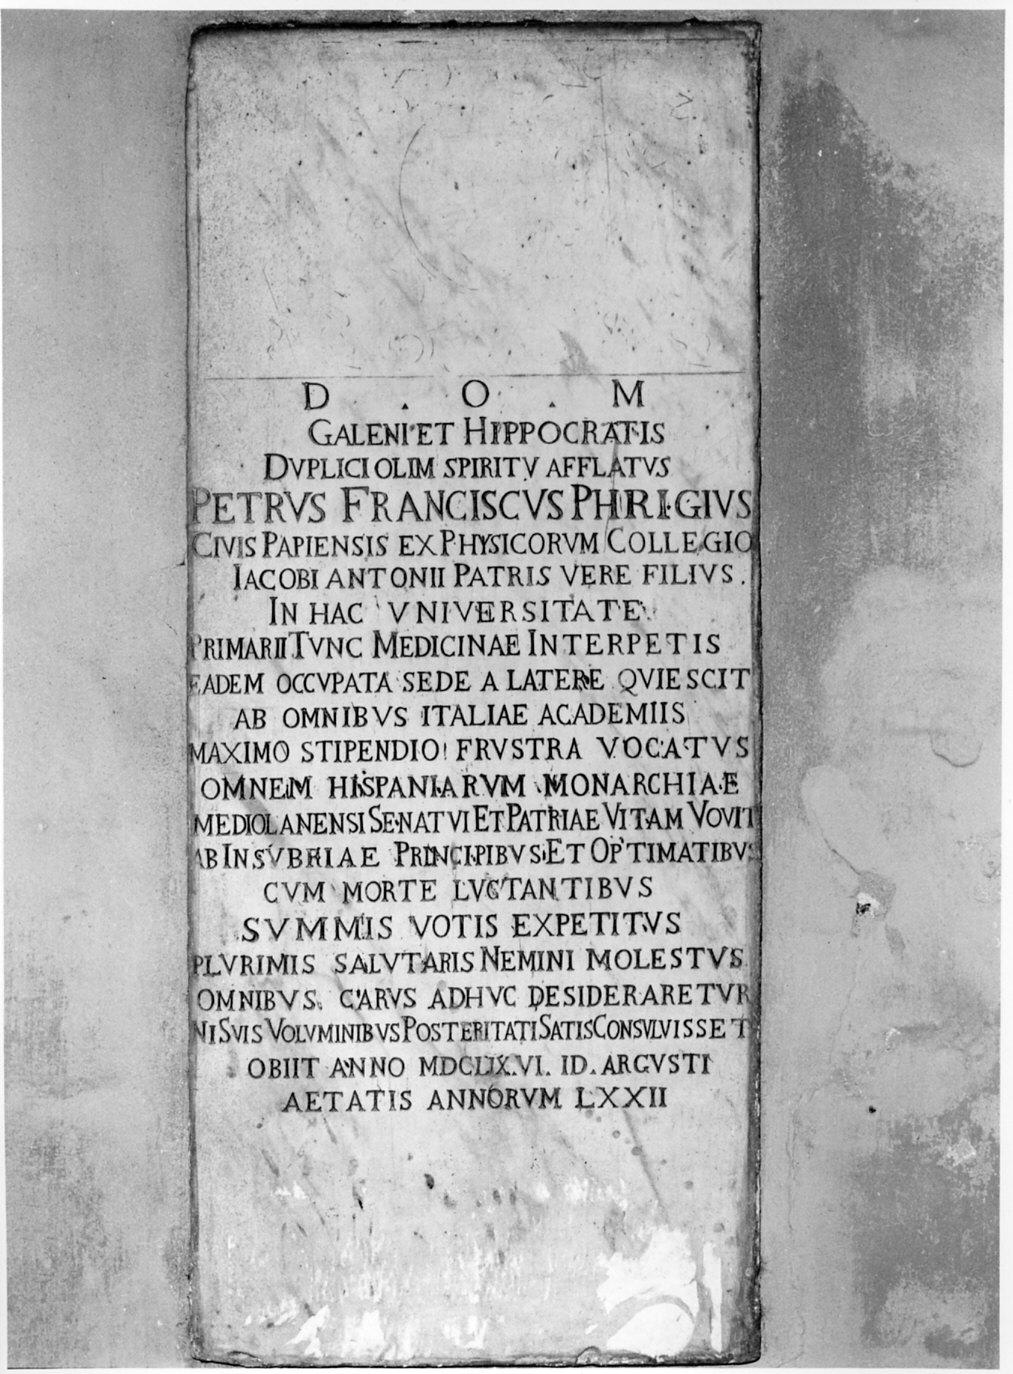 D . O . M
GALENI ET HIPPOCRATIS
DVPLICI OLIM SPIRITV AFFLATVS
PETRVS FRANCISCVS PHRIGIVS
CIVIS PAPIENSIS EX PHYSICORVM COLLEGIO
IACOBI ANTONII PATRIS VERE FILIVS.
IN HAC VNIVERSITATE
PRIMARII TVNC MEDICINAE INTERPETIS
EADEM OCCVPATA SEDE A LATERE QVIESCIT
AB OMNIBVS ITALIAE ACADEMIIS
MAXIMO STIPENDIO FRVSTRA VOCATVS
OMNEM HISPANIARVM MONARCHIAE
MEDIOLANENSI SENATVI ET PATRIAE VITAM VOVIT
AB INSVBRIAE PRINCIPIBVS ET OPTIMATIBVS
CVM MORTE LVCTANTIBVS
SVMMIS VOTIS EXPETITVS
PLVRIMIS SALVTARIS NEMINI MOLESTVS
OMNIBVS CARVS ADHVC DESIDERARETVR
NI SVIS VOLVMINIBVS POSTERITATI SATIS CONSVLVISSET
OBIIT ANNO MDCLIX.VI. ID. ARGVSTI
AETATIS ANNORVM LXXII